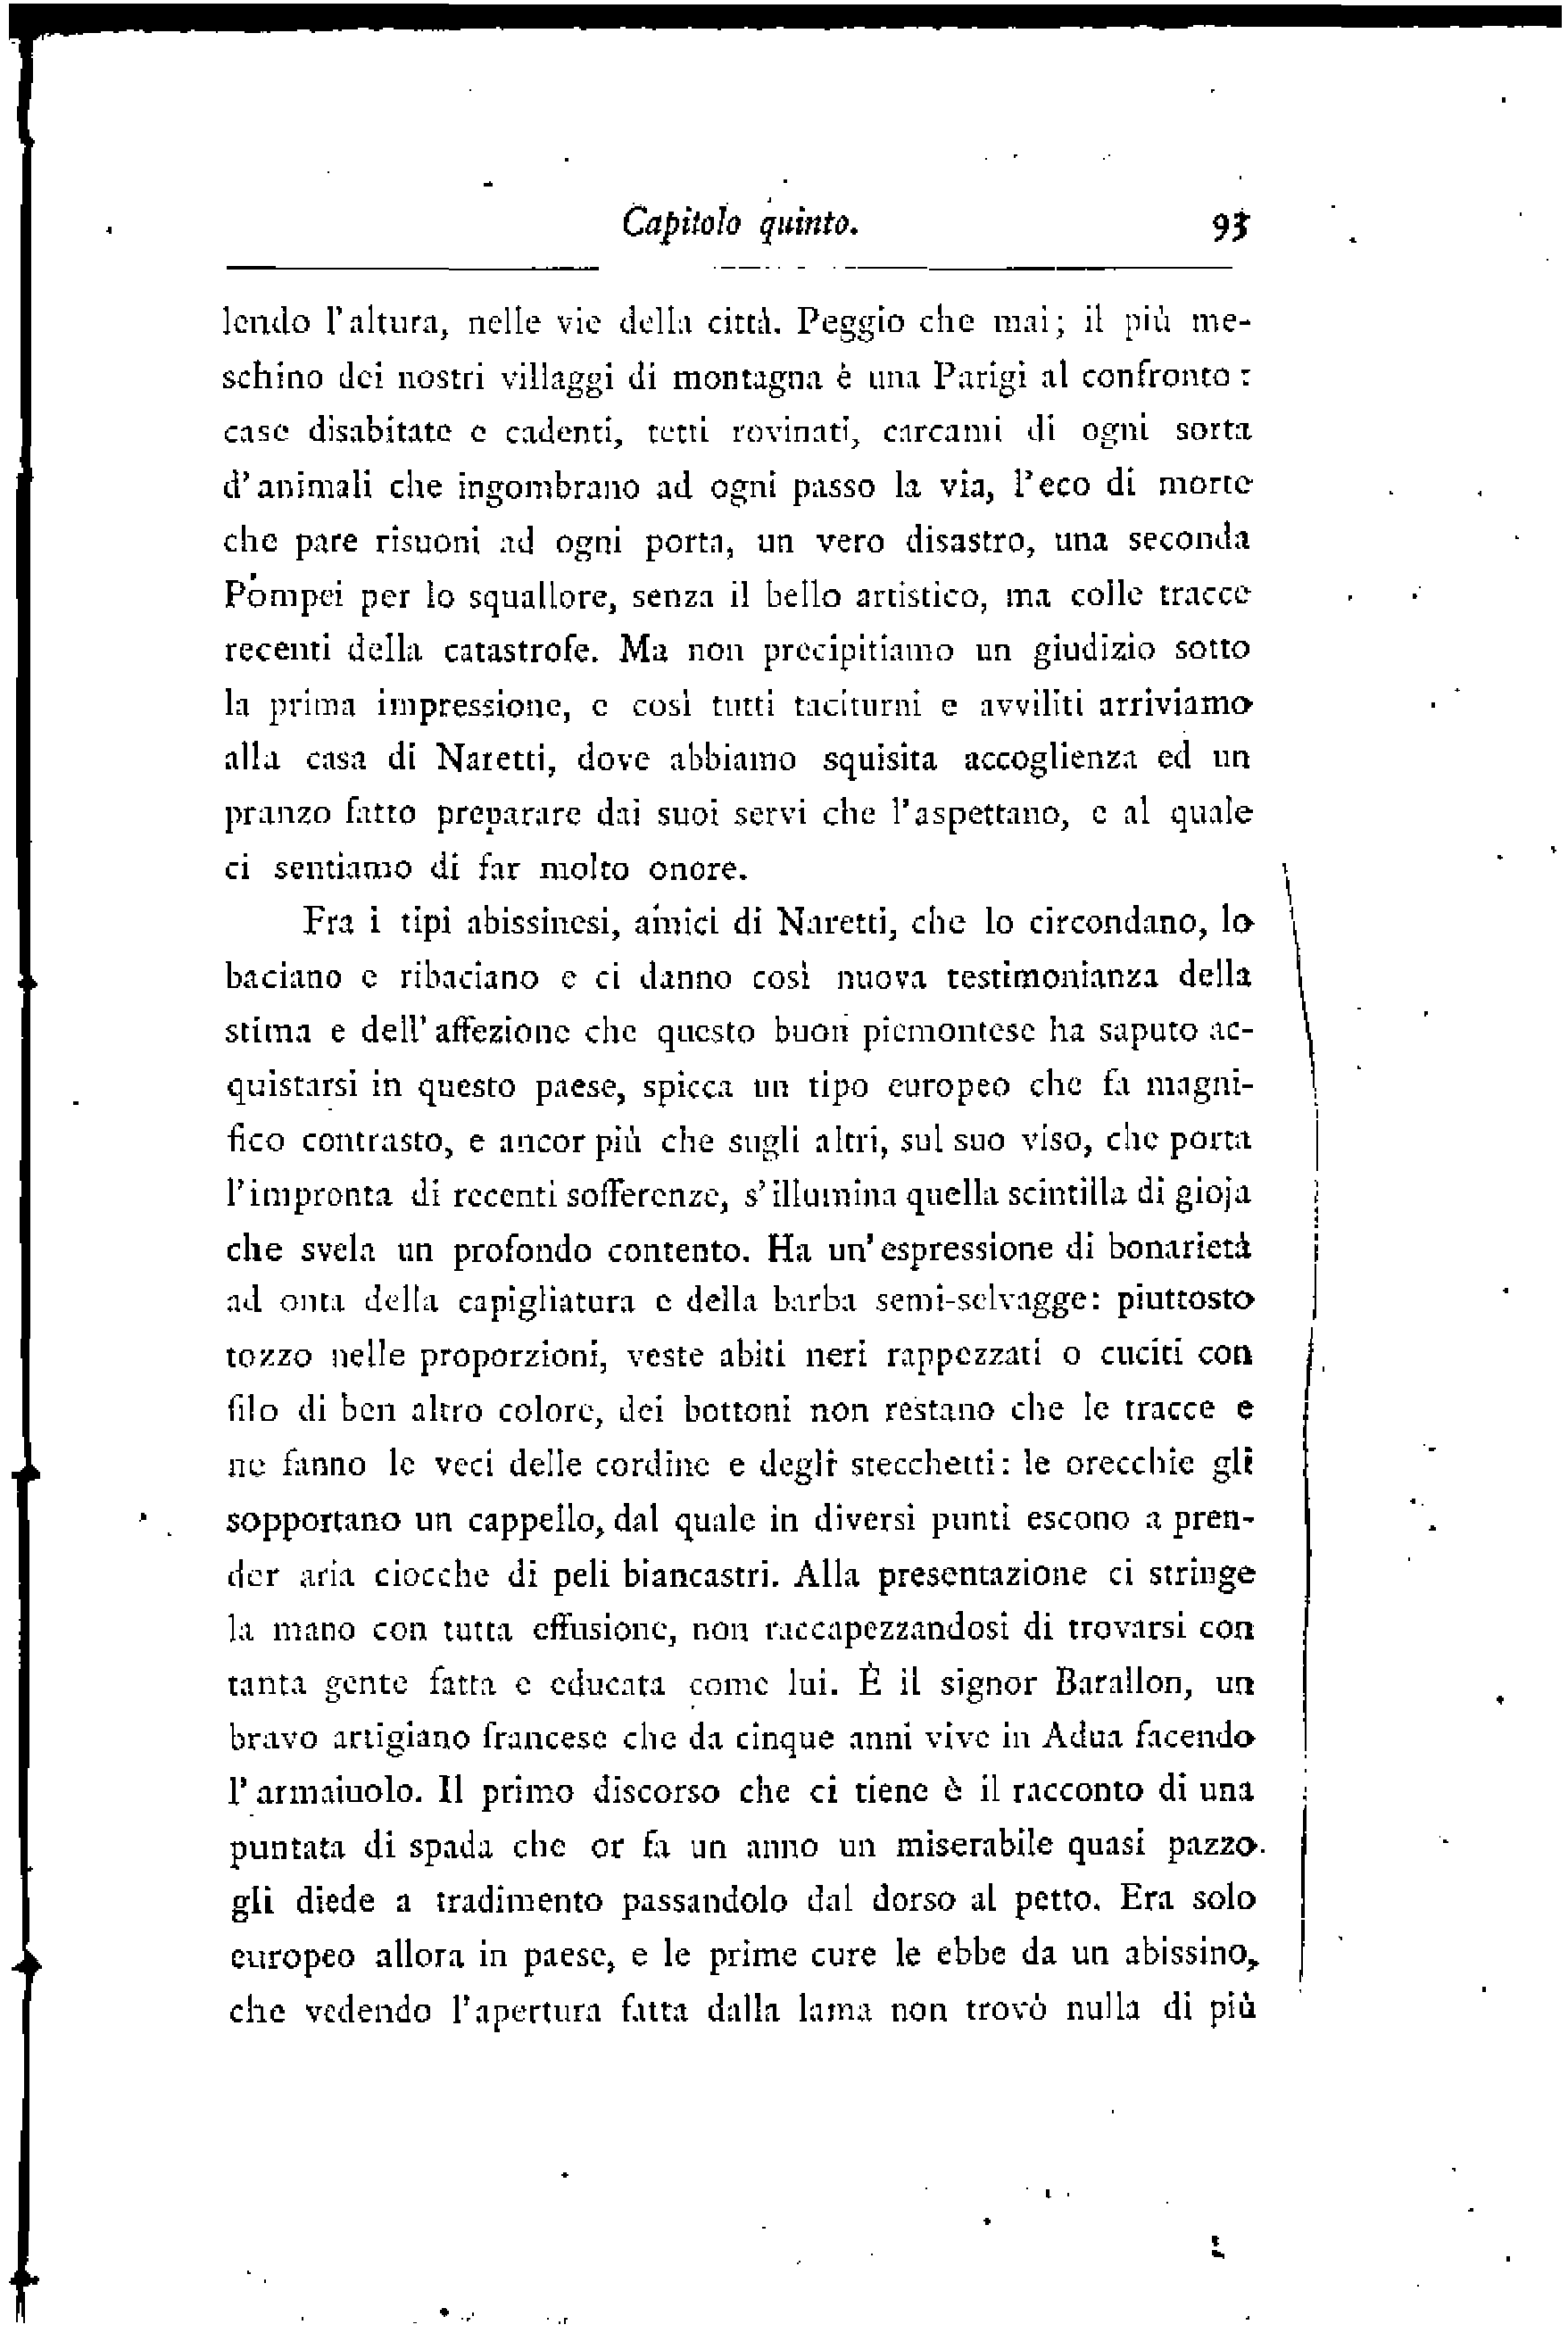 Capitolo quinto. 93
lendo l'altura, nelle vie della città. Peggio che mai; il più me-
schino dei nostri villaggi di montagna è una Parigi al confronto:
case disabitate e cadenti, tetti rovinati, carcami di ogni sorta
d'animali che ingombrano ad ogni passo la via, l'eco di morte
che pare risuoni ad ogni porta, un vero disastro, una seconda
Pompei per lo squallore, senza il bello artistico, ma colle tracce
recenti della catastrofe. Ma non precipitiamo un giudizio sotto
la prima impressione, e così tutti taciturni e avviliti arriviamo
alla casa di Naretti, dove abbiamo squisita accoglienza ed un
pranzo fatto preparare dai suoi servi che l'aspettano, e al quale
ci sentiamo di far molto onore.
Fra i tipi abissinesi, amici di Naretti, che lo circondano, lo
baciano e ribaciano e ci danno così nuova testimonianza della
stima e dell'affezione che questo buon piemontese ha saputo ac-
quistarsi in questo paese, spicca un tipo europeo che fa magni-
fico contrasto, e ancor più che sugli altri, sul suo viso, che porta
l'impronta di recenti sofferenze, s'illumina quella scintilla di gioja
che svela un profondo contento. Ha un'espressione di bonarietà
ad onta della capigliatura e della barba semi-selvagge: piuttosto
tozzo nelle proporzioni, veste abiti neri rappezzati o cuciti con
filo di ben altro colore, dei bottoni non restano che le tracce e
ne fanno le veci delle cordine e degli stecchetti: le orecchie gli
sopportano un cappello, dal quale in diversi punti escono a pren-
der aria ciocche di peli biancastri. Alla presentazione ci stringe
la mano con tutta effusione, non raccapezzandosi di trovarsi con
tanta gente fatta e educata come lui. È il signor Barallon, un
bravo artigiano francese che da cinque anni vive in Adua facendo
l'armaiuolo. Il primo discorso che ci tiene è il racconto di una
puntata di spada che or fa un anno un miserabile quasi pazzo
gli diede a tradimento passandolo dal dorso al petto. Era solo
europeo allora in paese, e le prime cure le ebbe da un abissino,
che vedendo l'apertura fatta dalla lama non trovò nulla di più